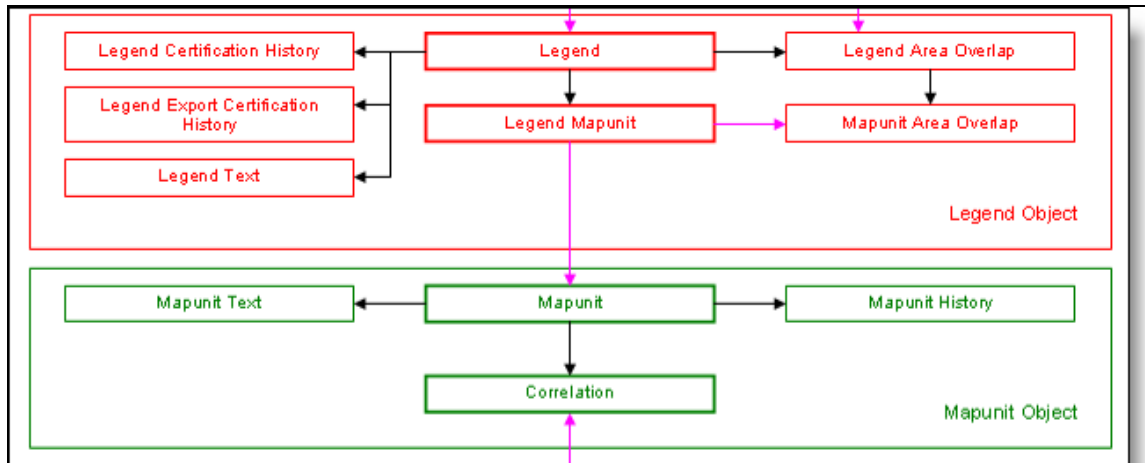 Legend Certification History
Legend
Legend Area Overlap
Legend Export Certification
History
Legend Mapunit
Mapunit Area Overlap
Legend Text
Legend Object
Mapunit Text
Mapunit
Mapunit History
Correlation
Mapunit Object